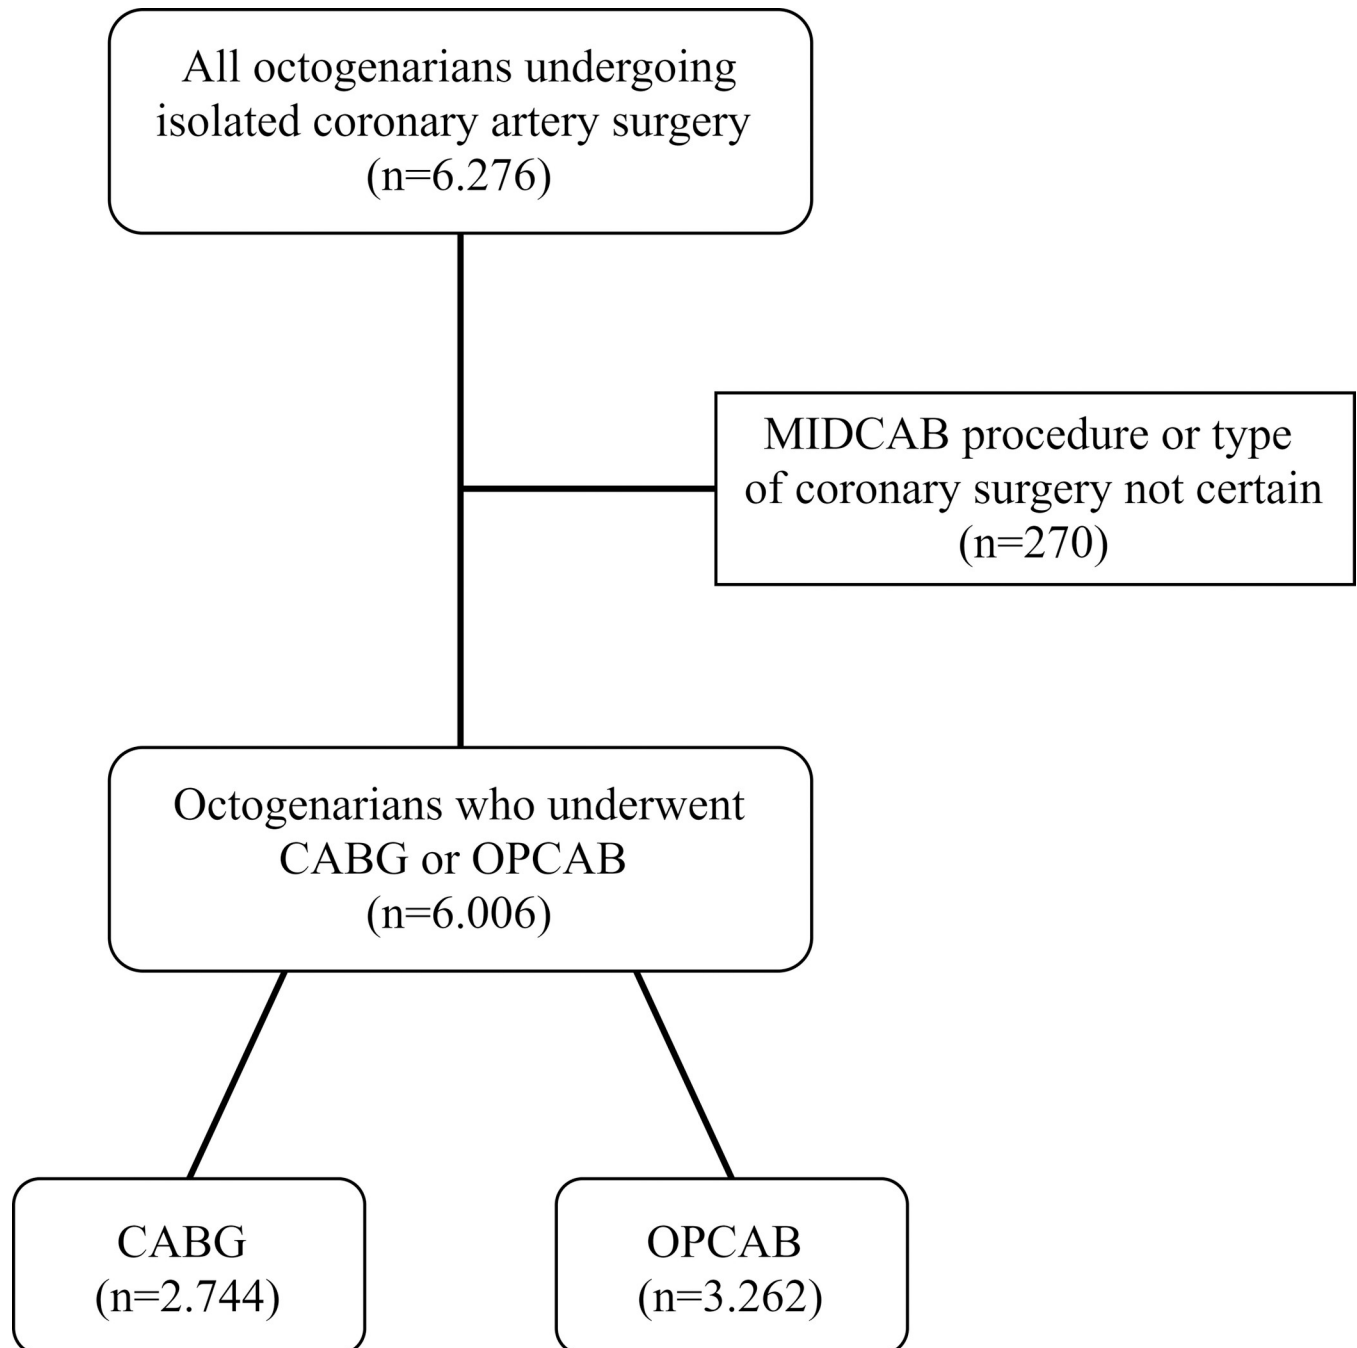 All octogenarians undergoing
isolated coronary artery surgery
(n=6.276)
MIDCAB procedure or type
of coronary surgery not certain
(n=270)
Octogenarians who underwent
CABG or OPCAB
(n=6.006)
CABG
(n=2.744)
OPCAB
(n=3.262)